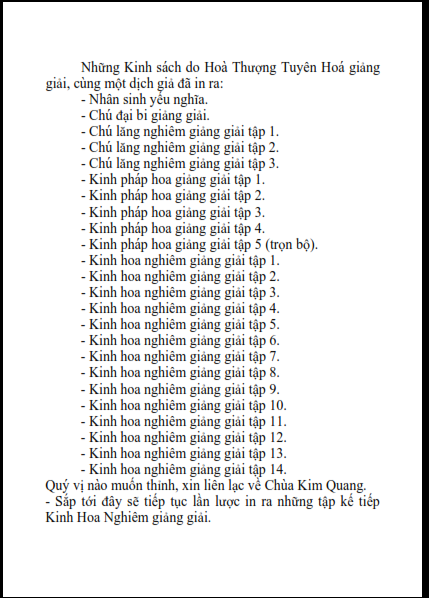 Những Kinh sách do Hoà Thượng Tuyên Hoá giảng
giải, cùng một dịch giả đã in ra:
- Nhân sinh yếu nghĩa.
- Chú đại bi giảng giải.
- Chú lăng nghiêm giảng giải tập 1.
- Chú lăng nghiêm giảng giải tập 2.
- Chú lăng nghiêm giảng giải tập 3.
- Kinh pháp hoa giảng giải tập 1.
- Kinh pháp hoa giảng giải tập 2.
- Kinh pháp hoa giảng giải tập 3.
- Kinh pháp hoa giảng giải tập 4.
- Kinh pháp hoa giảng giải tập 5 (trọn bộ).
- Kinh hoa nghiêm giảng giải tập 1.
- Kinh hoa nghiêm giảng giải tập 2.
- Kinh hoa nghiêm giảng giải tập 3.
- Kinh hoa nghiêm giảng giải tập 4.
- Kinh hoa nghiêm giảng giải tập 5.
- Kinh hoa nghiêm giảng giải tập 6.
- Kinh hoa nghiêm giảng giải tập 7.
- Kinh hoa nghiêm giảng giải tập 8.
- Kinh hoa nghiêm giảng giải tập 9.
- Kinh hoa nghiêm giảng giải tập 10.
- Kinh hoa nghiêm giảng giải tập 11.
- Kinh hoa nghiêm giảng giải tập 12.
- Kinh hoa nghiêm giảng giải tập 13.
- Kinh hoa nghiêm giảng giải tập 14.
Quý vị nào muốn thỉnh, xin liên lạc về Chùa Kim Quang.
- Sắp tới đây sẽ tiếp tục lần lược in ra những tập kế tiếp
Kinh Hoa Nghiêm giảng giải.